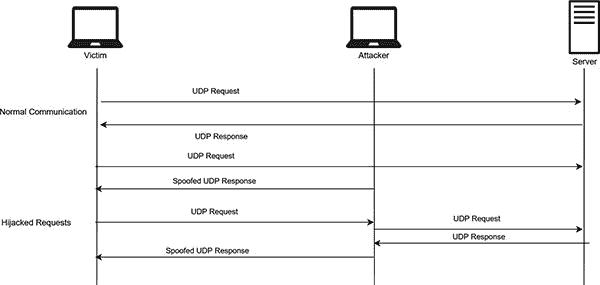 Victim
Attacker
Server
UDP Request
Normal Communication
UDP Response
UDP Request
Spoofed UDP Response
UDP Request
Hijacked Requests
UDP Request
UDP Response
Spoofed UDP Response